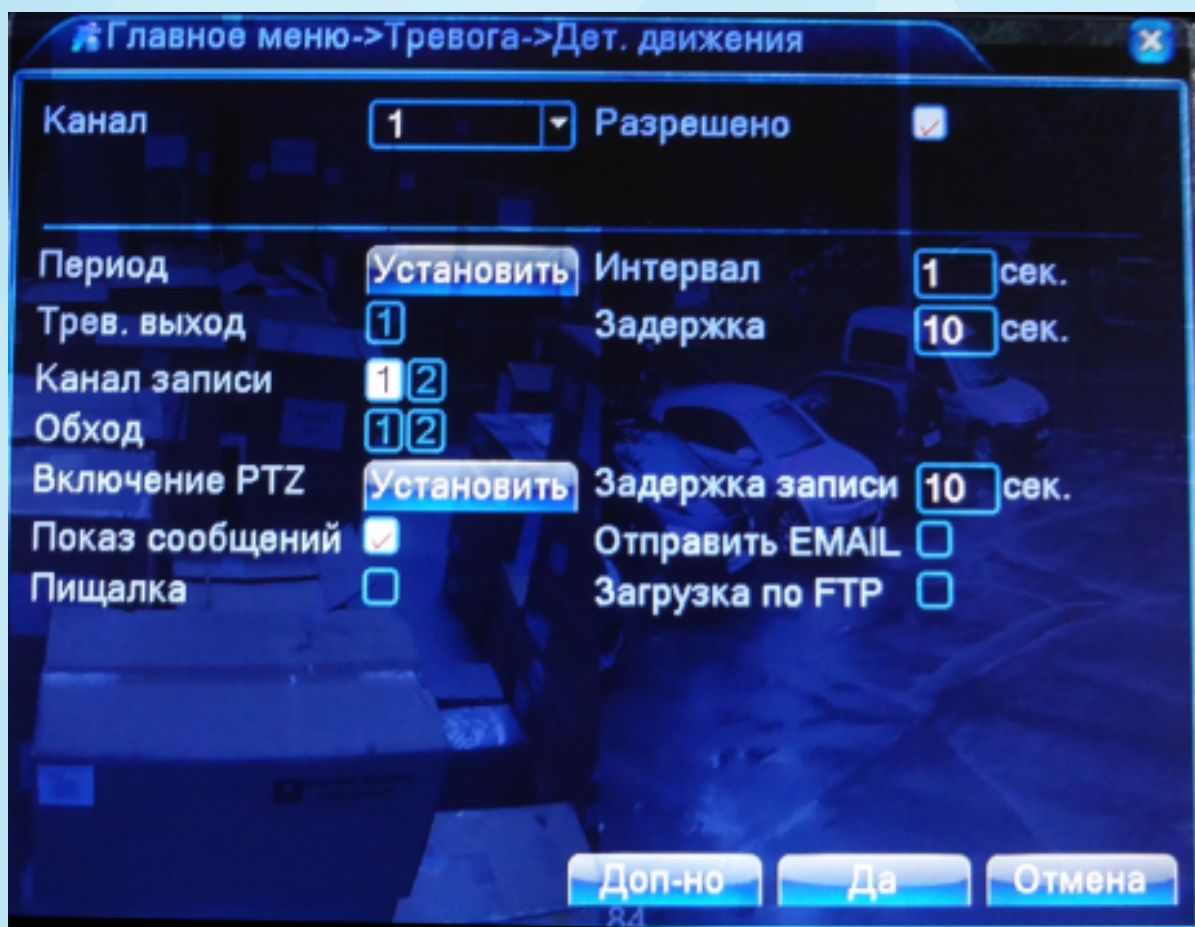 Главное меню->Тревога->Дет. движения
Канал 1 Разрешено
Период Установить Интервал 1 сек.
Трев. выход 1 Задержка 10 сек.
Канал записи 1 2
Обход 1 2
Включение PTZ Установить Задержка записи 10 сек.
Показ сообщений Отправить EMAIL
Пищалка Загрузка по FTP
Доп-но Да Отмена
84